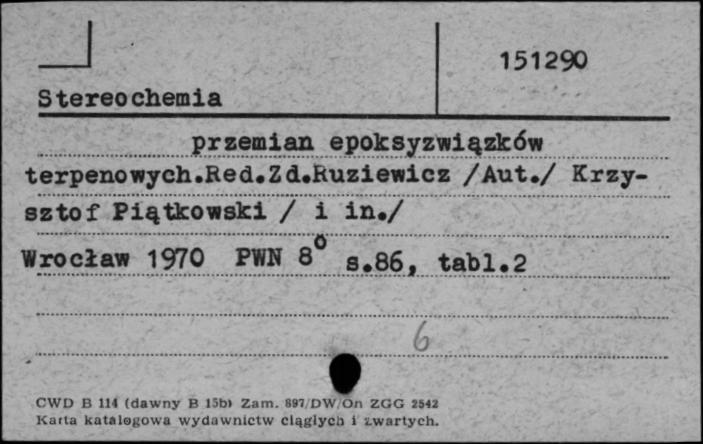 151290
Stereochemia
przemian epoksyzwiązków
terpenowych.Red.Zd.Ruziewicz /Aut./ Krzy-
sztof Piątkowski / i in./
Wrocław 1970 PWN 8° s.86, tabl.2
6
CWD B 114 (dawny B 15b) Zam. 897/DW/On ZGG 2542
Karta katalogowa wydawnictw ciągłych i zwartych.